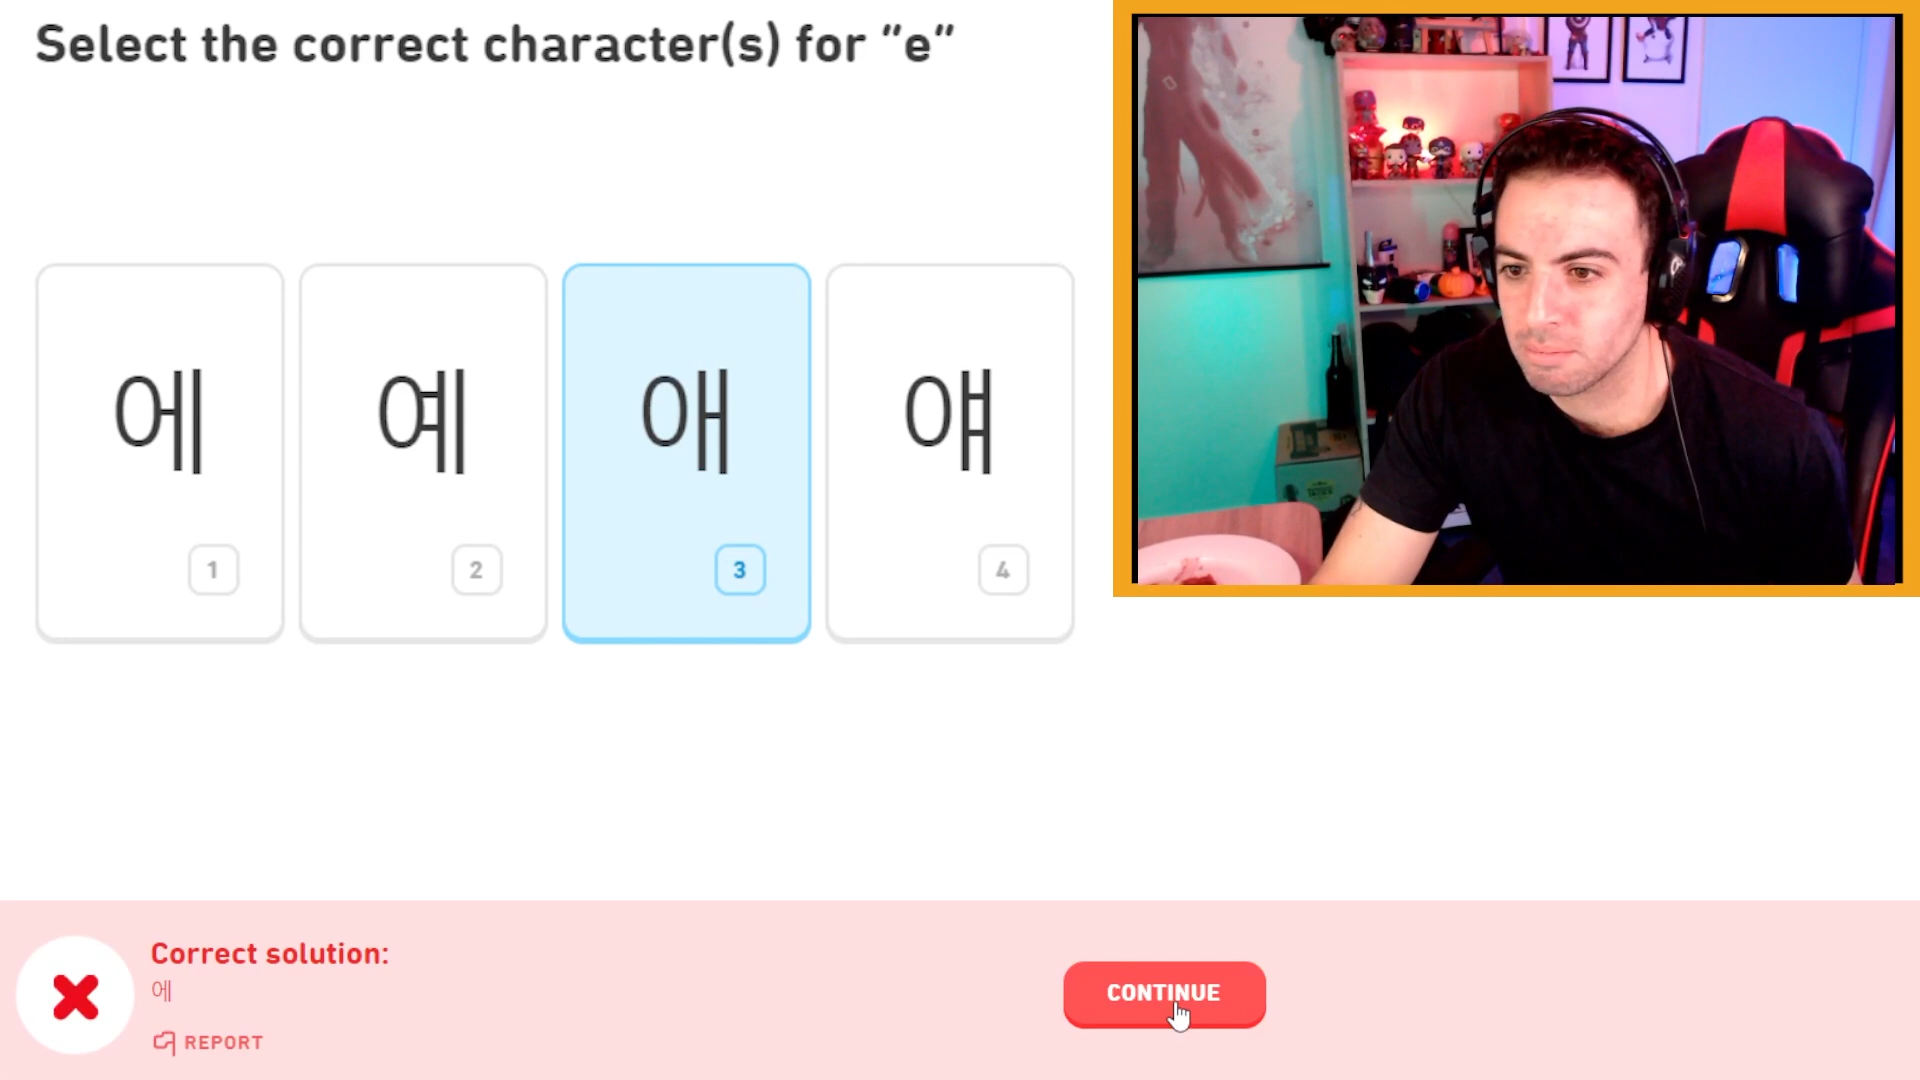 Select the correct character(s) for "e"
에
예
애
얘
1
2
3
4
Correct solution:
에
REPORT
CONTINUE